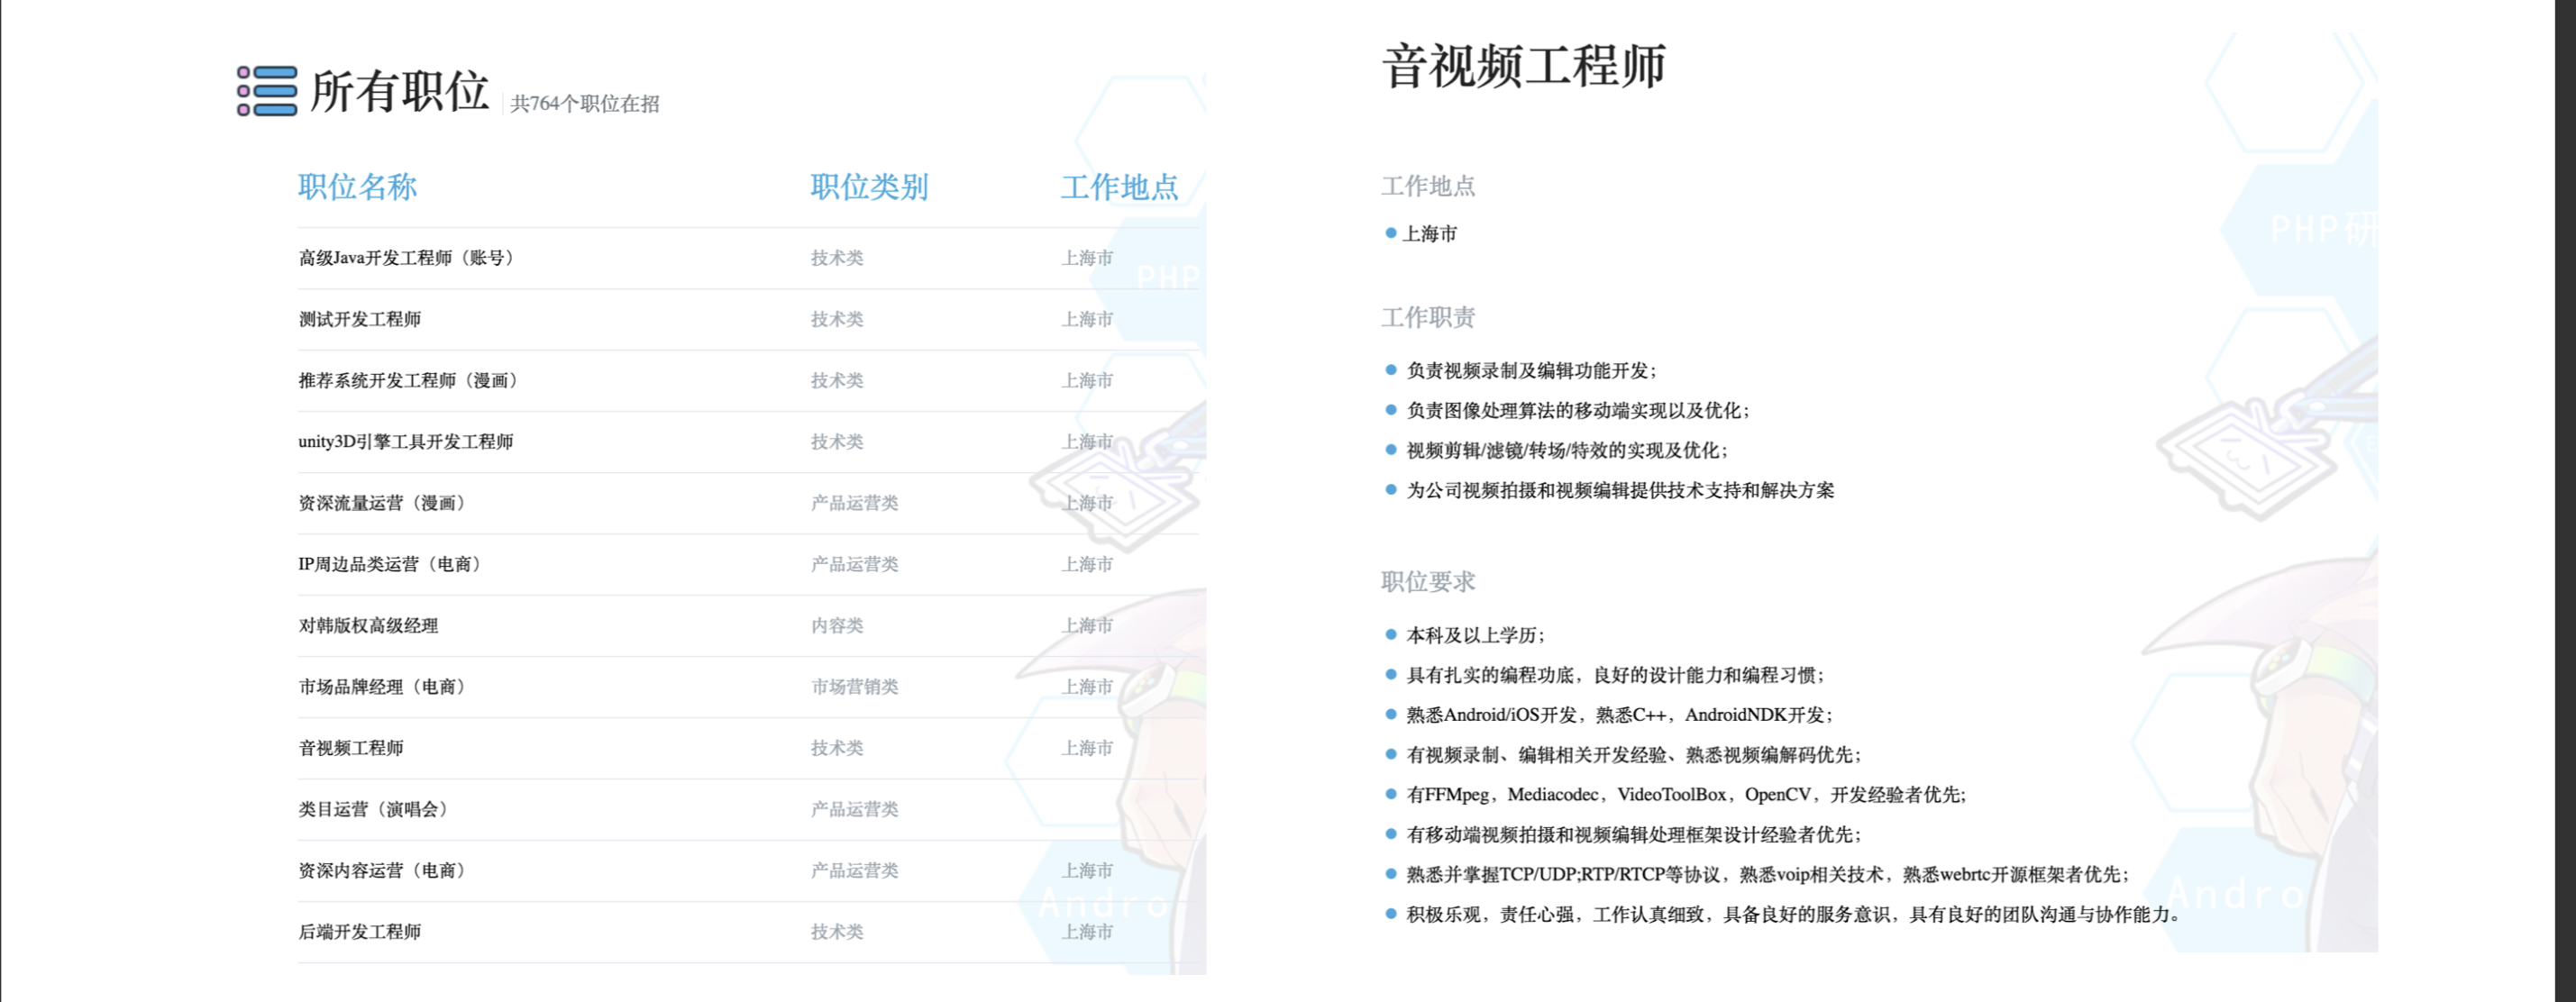 所有职位 共764个职位在招
职位名称 职位类别 工作地点
高级Java开发工程师（账号） 技术类 上海市
PHP
测试开发工程师 技术类 上海市
推荐系统开发工程师（漫画） 技术类 上海市
unity3D引擎工具开发工程师 技术类 上海市
资深流量运营（漫画） 产品运营类 上海市
IP周边品类运营（电商） 产品运营类 上海市
对韩版权高级经理 内容类 上海市
市场品牌经理（电商） 市场营销类 上海市
音视频工程师 技术类 上海市
类目运营（演唱会） 产品运营类
资深内容运营（电商） 产品运营类 上海市
Andro
后端开发工程师 技术类 上海市
音视频工程师
工作地点
上海市
PHP研
工作职责
负责视频录制及编辑功能开发；
负责图像处理算法的移动端实现以及优化；
视频剪辑/滤镜/转场/特效的实现及优化；
为公司视频拍摄和视频编辑提供技术支持和解决方案
职位要求
本科及以上学历；
具有扎实的编程功底，良好的设计能力和编程习惯；
熟悉Android/iOS开发，熟悉C++，AndroidNDK开发；
有视频录制、编辑相关开发经验、熟悉视频编解码优先；
有FFMpeg，Mediacodec，VideoToolBox，OpenCV，开发经验者优先；
有移动端视频拍摄和视频编辑处理框架设计经验者优先；
熟悉并掌握TCP/UDP;RTP/RTCP等协议，熟悉voip相关技术，熟悉webrtc开源框架者优先；
Andro
积极乐观，责任心强，工作认真细致，具备良好的服务意识，具有良好的团队沟通与协作能力。